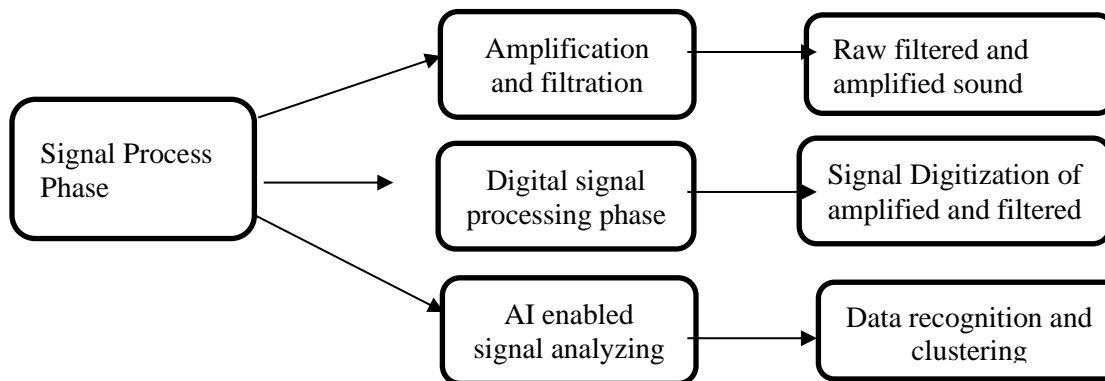 Signal Process
Phase
Amplification
and filtration
Raw filtered and
amplified sound
Digital signal
processing phase
Signal Digitization of
amplified and filtered
AI enabled
signal analyzing
Data recognition and
clustering